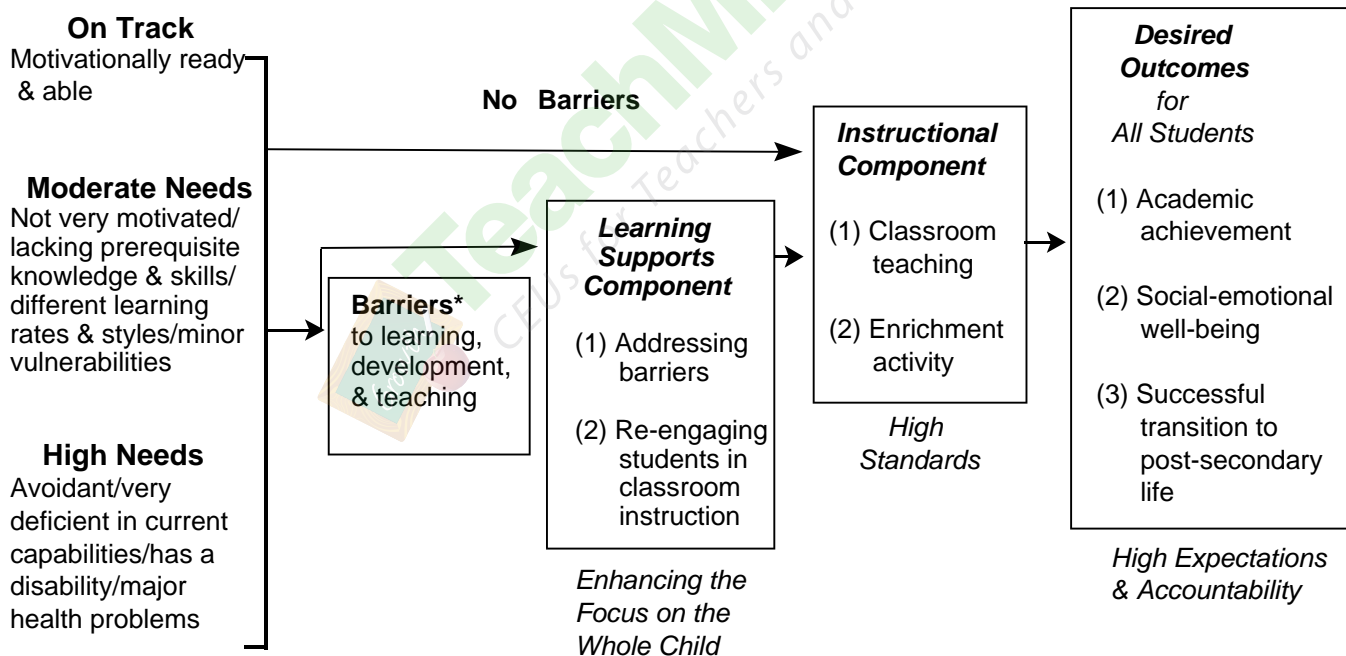 On Track
Motivationally ready
& able
Moderate Needs
Not very motivated/
lacking prerequisite
knowledge & skills/
different learning
rates & styles/minor
vulnerabilities
High Needs
Avoidant/very
deficient in current
capabilities/has a
disability/major
health problems
No Barriers
Barriers*
to learning,
development,
& teaching
Learning
Supports
Component
(1) Addressing
barriers
(2) Re-engaging
students in
classroom
instruction
Enhancing the
Focus on the
Whole Child
Instructional
Component
(1) Classroom
teaching
(2) Enrichment
activity
High
Standards
Desired
Outcomes
for
All Students
(1) Academic
achievement
(2) Social-emotional
well-being
(3) Successful
transition to
post-secondary
life
High Expectations
& Accountability
CEUs for Teachers and